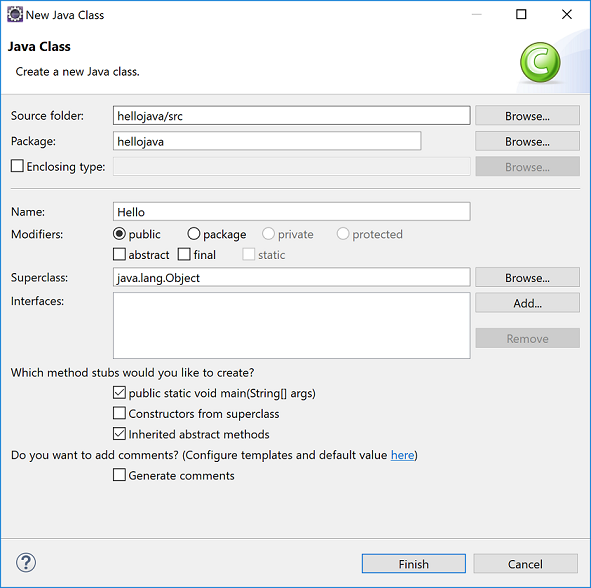 New Java Class
Java Class
Create a new Java class.
C
Source folder: hellojava/src Browse...
Package: hellojava Browse...
Enclosing type: Browse...
Name: Hello
Modifiers: public package private protected
abstract final static
Superclass: java.lang.Object Browse...
Interfaces: Add...
Remove
Which method stubs would you like to create?
public static void main(String[] args)
Constructors from superclass
Inherited abstract methods
Do you want to add comments? (Configure templates and default value here)
Generate comments
? Finish Cancel